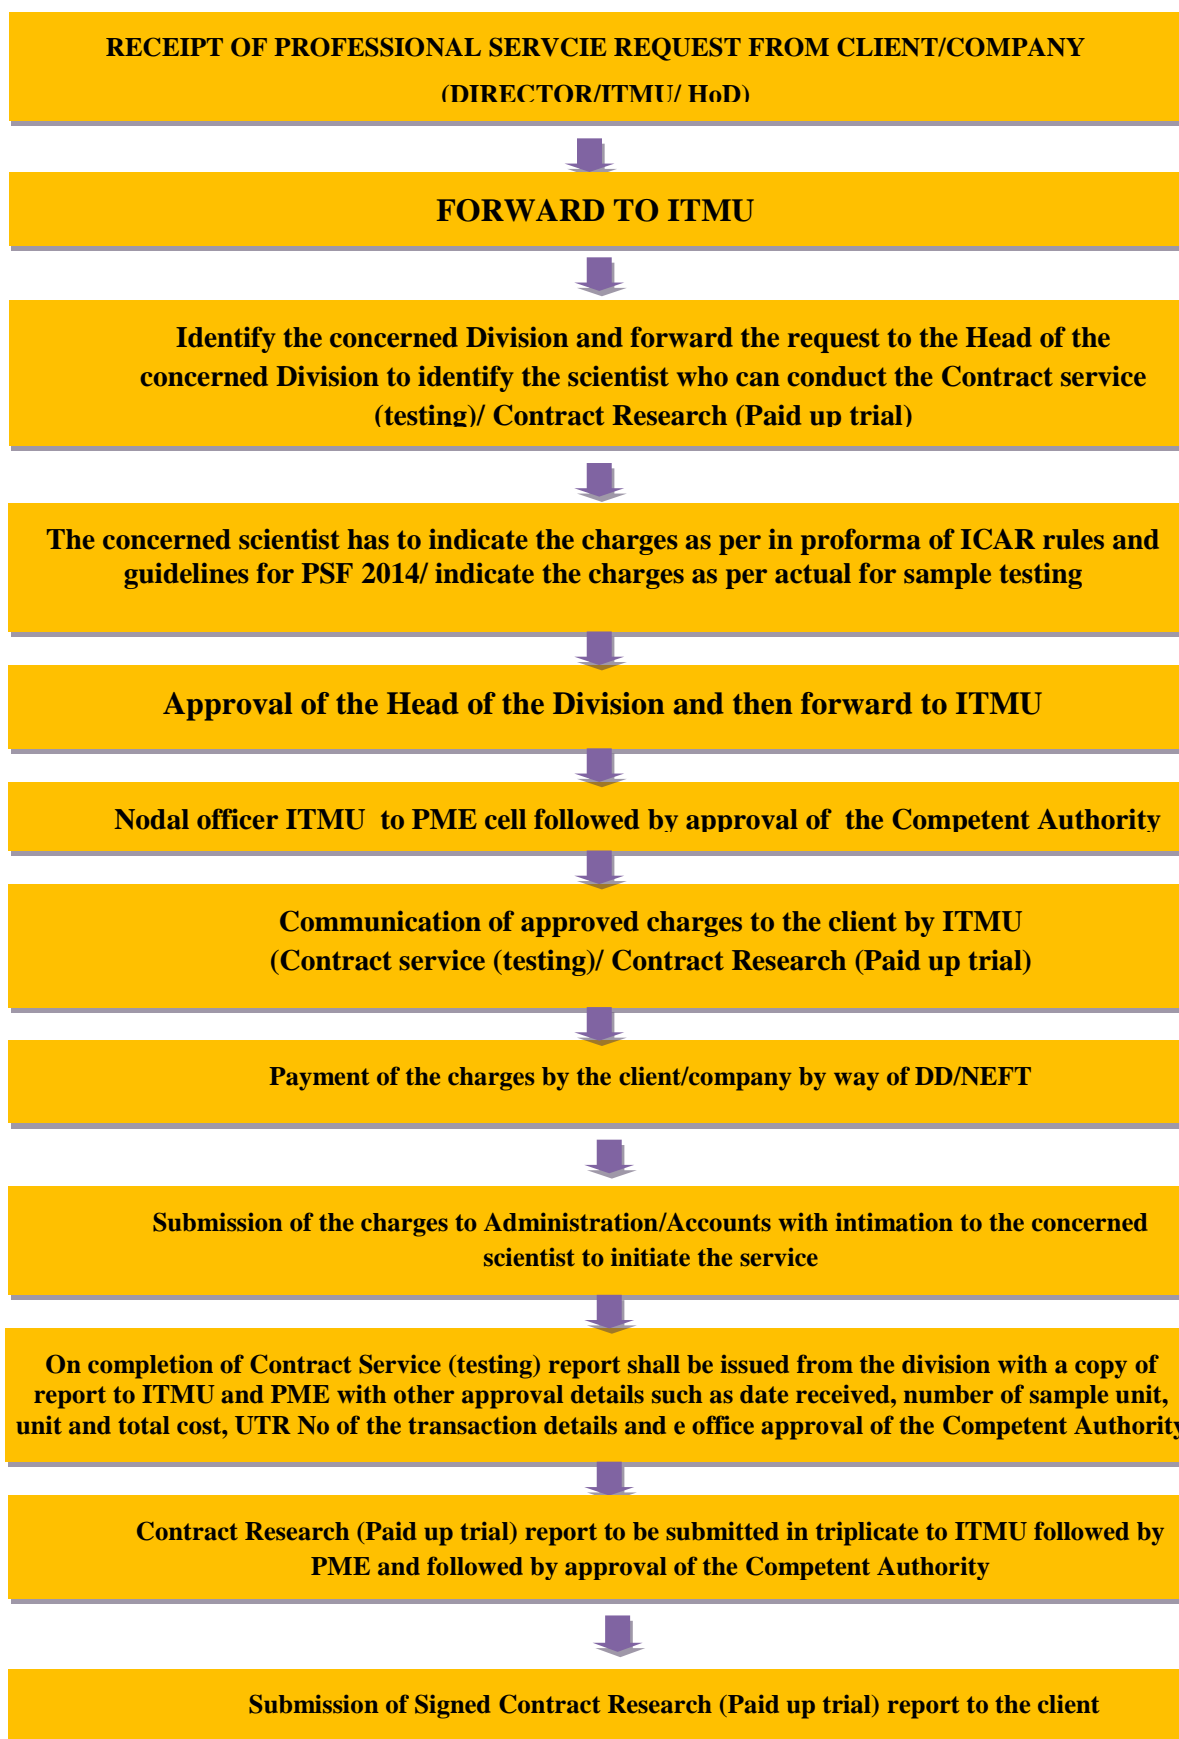 RECEIPT OF PROFESSIONAL SERVCIE REQUEST FROM CLIENT/COMPANY
(DIRECTOR/ITMU/ HoD)
FORWARD TO ITMU
Identify the concerned Division and forward the request to the Head of the
concerned Division to identify the scientist who can conduct the Contract service
(testing)/ Contract Research (Paid up trial)
The concerned scientist has to indicate the charges as per in proforma of ICAR rules and
guidelines for PSF 2014/ indicate the charges as per actual for sample testing
Approval of the Head of the Division and then forward to ITMU
Nodal officer ITMU to PME cell followed by approval of the Competent Authority
Communication of approved charges to the client by ITMU
(Contract service (testing)/ Contract Research (Paid up trial)
Payment of the charges by the client/company by way of DD/NEFT
Submission of the charges to Administration/Accounts with intimation to the concerned
scientist to initiate the service
On completion of Contract Service (testing) report shall be issued from the division with a copy of
report to ITMU and PME with other approval details such as date received, number of sample unit,
unit and total cost, UTR No of the transaction details and e office approval of the Competent Authority
Contract Research (Paid up trial) report to be submitted in triplicate to ITMU followed by
PME and followed by approval of the Competent Authority
Submission of Signed Contract Research (Paid up trial) report to the client